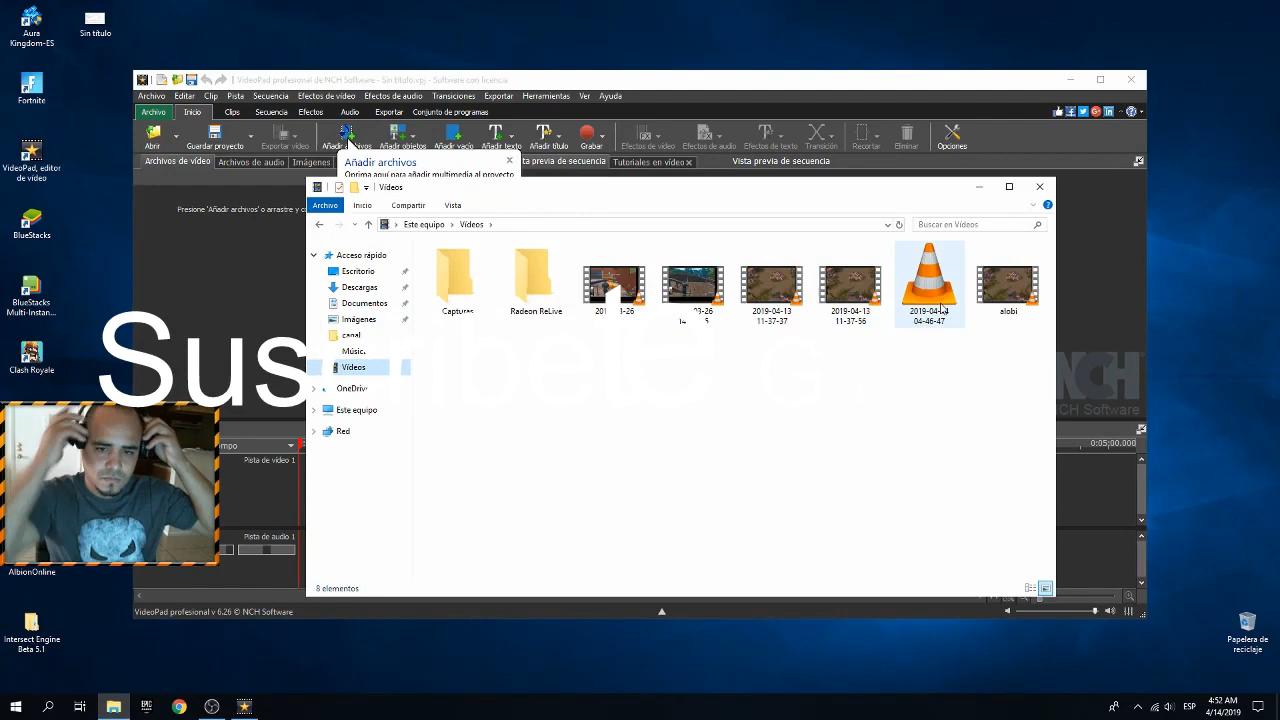 Aura
Kingdom-ES
Sin título
Fortnite
VideoPad, editor
de vídeo
BlueStacks
BlueStacks
Multi-Instan...
Clash Royale
AlbionOnline
Intersect Engine
Beta 5.1
Papelera de
reciclaje
VideoPad profesional de NCH Software - Sin título.vpj - Software con licencia
Archivo Editar Clip Pista Secuencia Efectos de vídeo Efectos de audio Transiciones Exportar Herramientas Ver Ayuda
Archivo Inicio Clips Secuencia Efectos Audio Exportar Conjunto de programas
Abrir Guardar proyecto Exportar vídeo Añadir objetos Añadir vacío Añadir texto Añadir título Grabar Efectos de vídeo Efectos de audio Efectos de texto Transición Eliminar Opciones
Archivos de vídeo Archivos de audio Imágenes ta previa de secuencia Tutoriales en vídeo Vista previa de secuencia
Añadir archivos
Oprima aquí para añadir multimedia al proyecto
Presione 'Añadir archivos' o arrastre y
Vídeos
Archivo Inicio Compartir Vista
Este equipo > Vídeos >
Buscar en Vídeos
Acceso rápido
Escritorio
Descargas
Documentos
Imágenes
canal
Vídeos
Este equipo
Red
Capturas
Radeon ReLive
2019-04-13
11-37-37
2019-04-13
11-37-56
04-46-47
alobi
8 elementos
NCH
NCH Software
0:05:00.000
Pista de vídeo 1
Pista de audio 1
VideoPad profesional v 6.26 © NCH Software
ESP
4:52 AM
4/14/2019